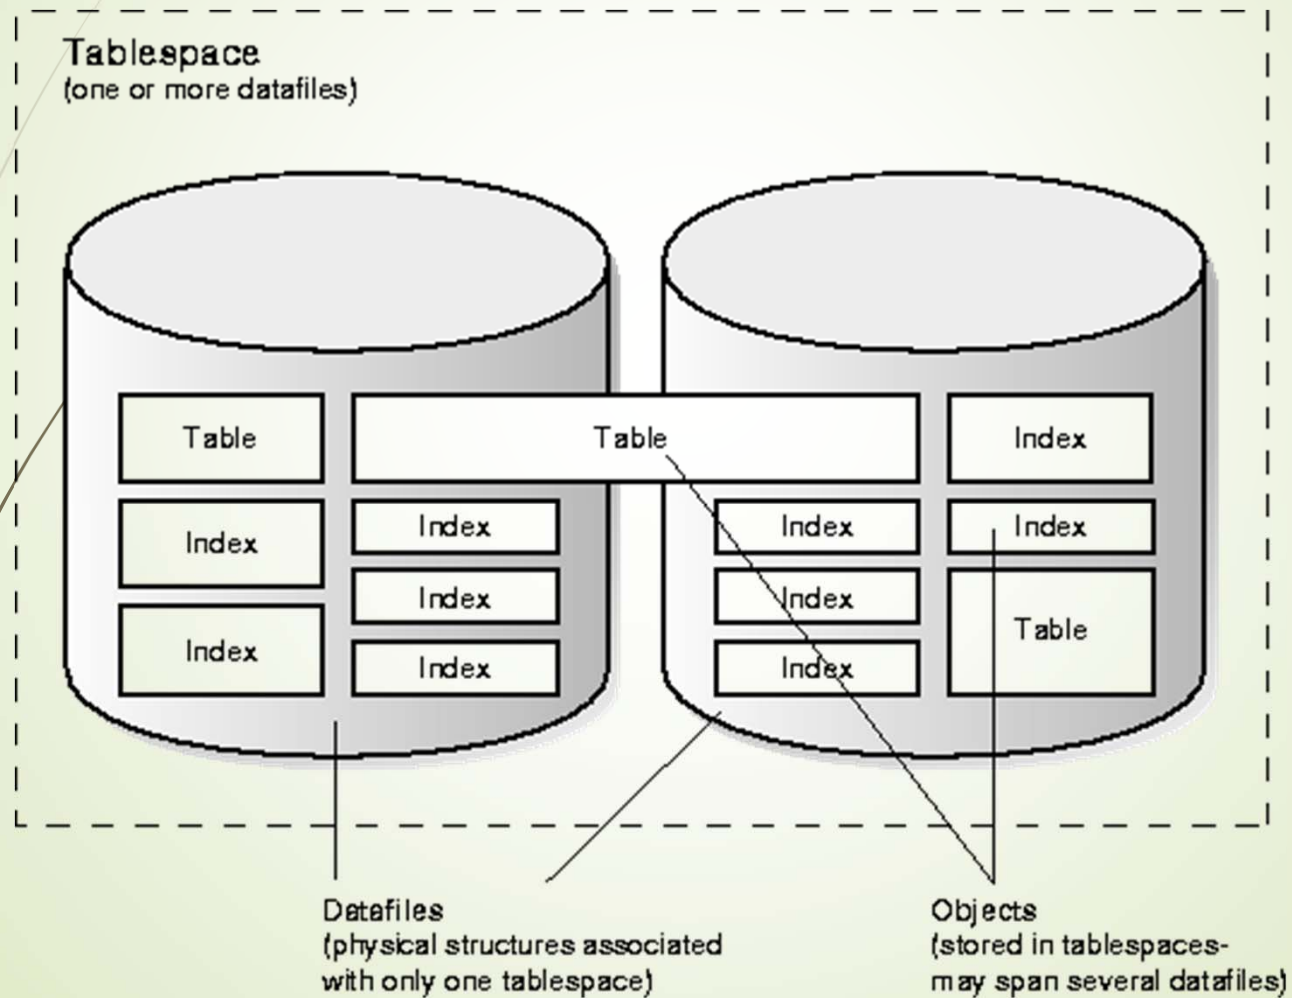 Tablespace
(one or more datafiles)
Table
Table
Index
Index
Index
Index
Index
Index
Index
Index
Table
Index
Index
Index
Datafiles
(physical structures associated
with only one tablespace)
Objects
(stored in tablespaces-
may span several datafiles)